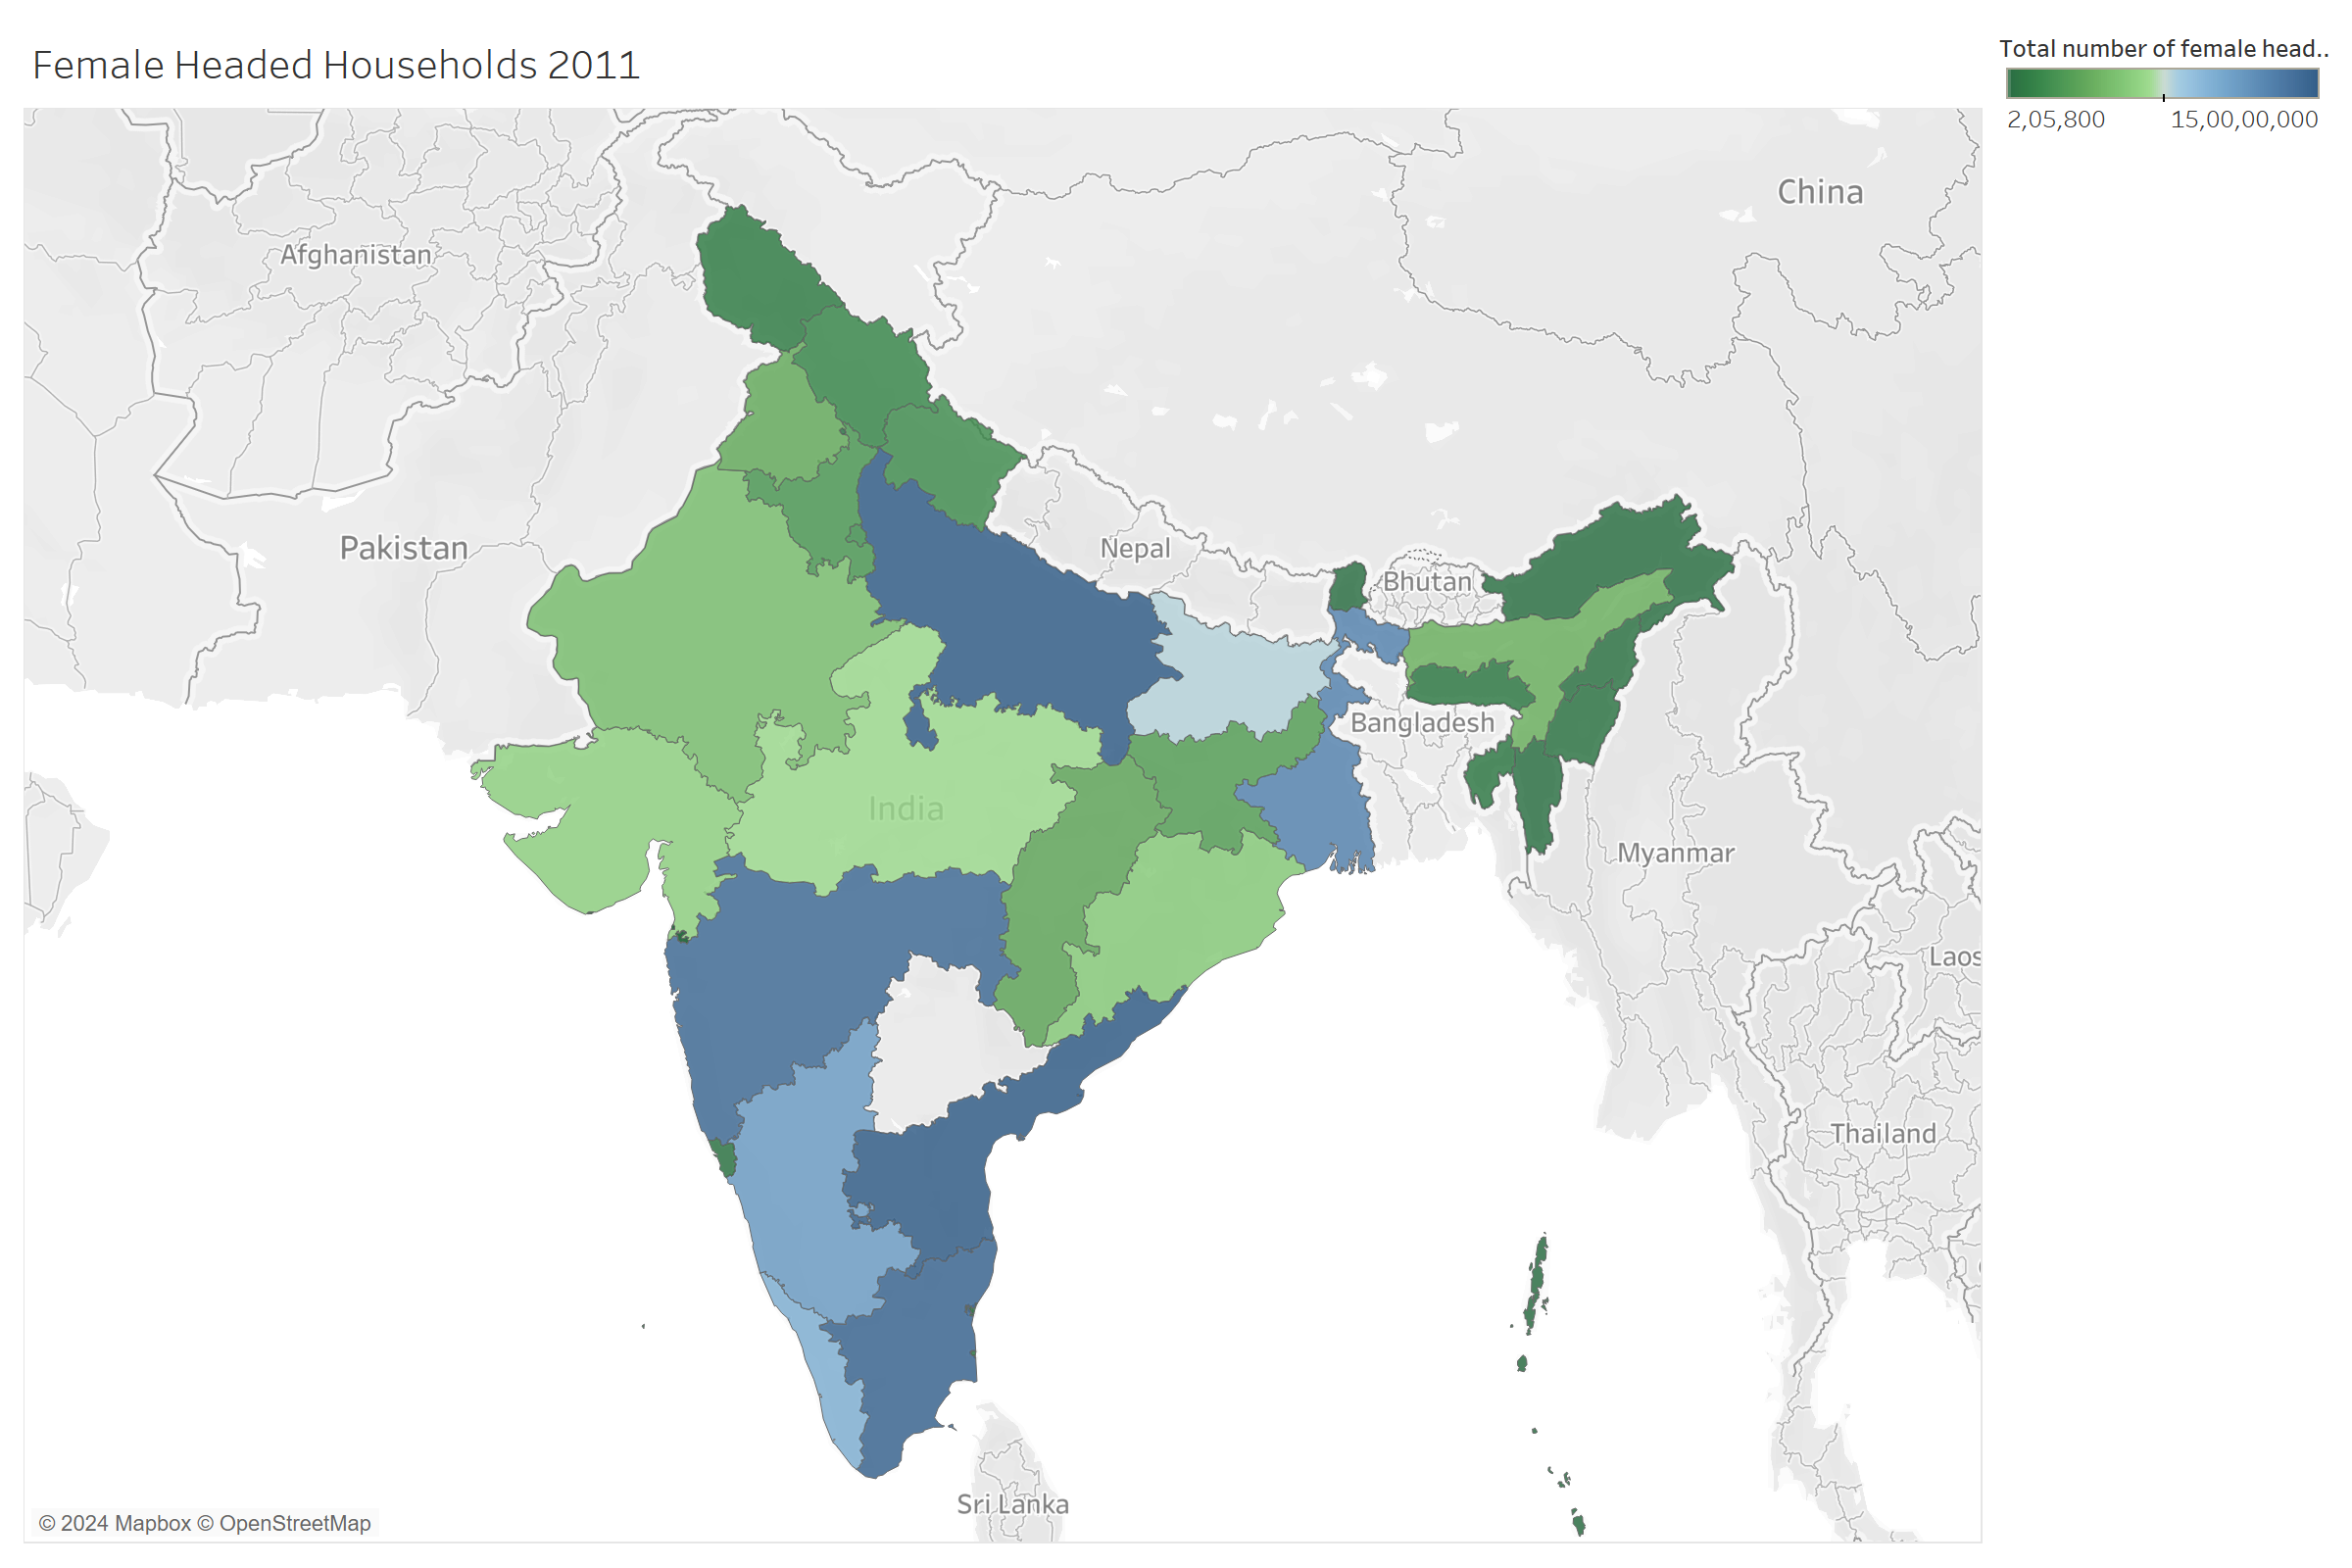 Female Headed Households 2011
Total number of female head..
2,05,800
15,00,00,000
China
Afghanistan
Pakistan
Nepal
Bhutan
Bangladesh
India
Myanmar
Laos
Thailand
Sri Lanka
© 2024 Mapbox © OpenStreetMap